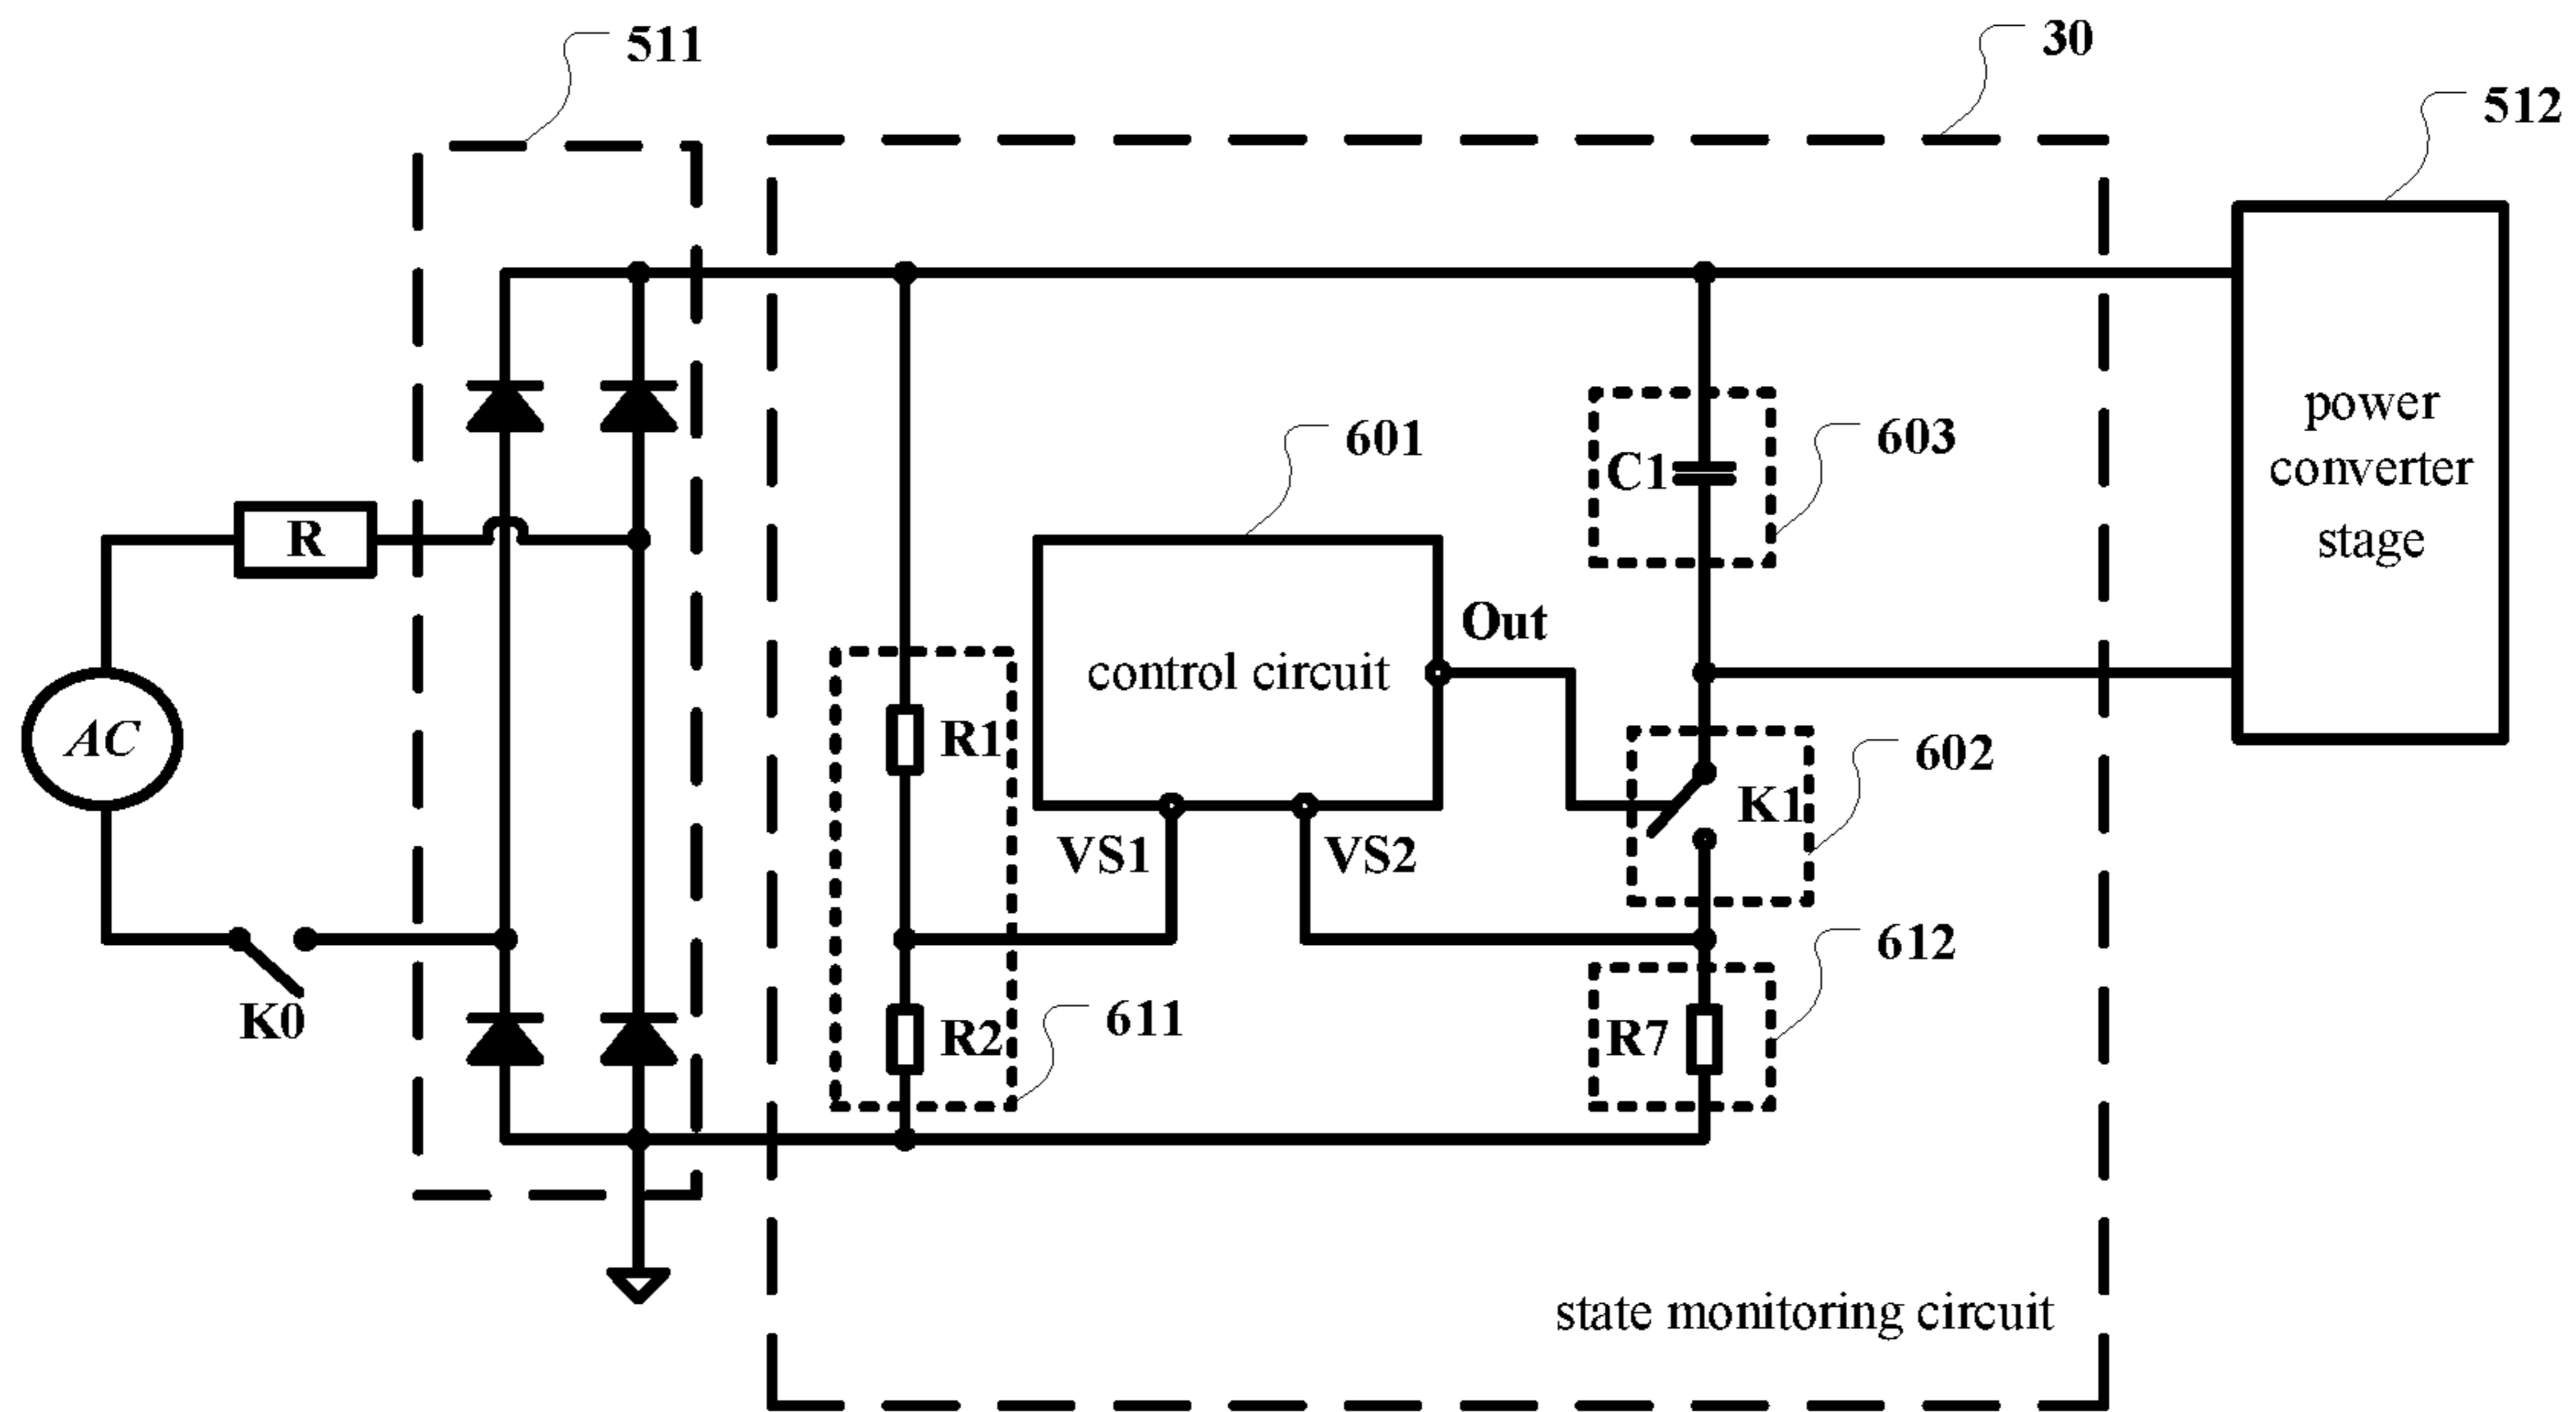 511
30
512
603
601
C1
power
converter
stage
R
Out
control circuit
AC
R1
602
K1
VS1
VS2
612
K0
R2
611
R7
state monitoring circuit